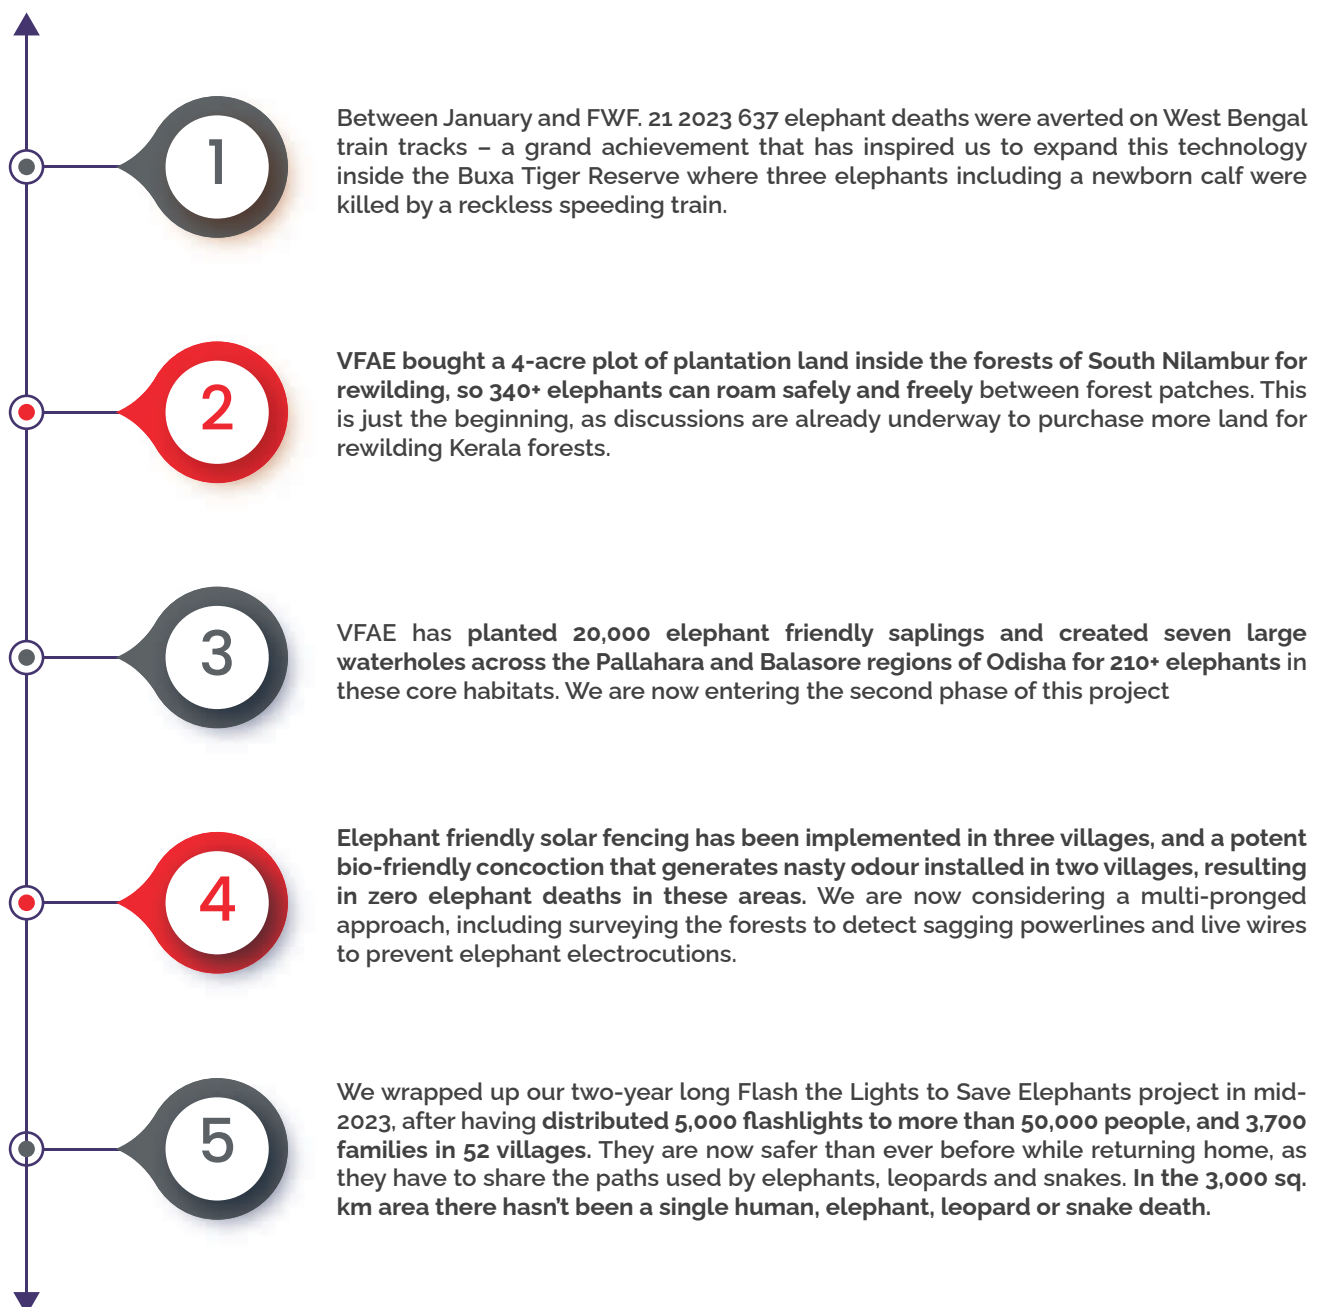 1
Between January and FWF. 21 2023 637 elephant deaths were averted on West Bengal
train tracks – a grand achievement that has inspired us to expand this technology
inside the Buxa Tiger Reserve where three elephants including a newborn calf were
killed by a reckless speeding train.
2
VFAE bought a 4-acre plot of plantation land inside the forests of South Nilambur for
rewilding, so 340+ elephants can roam safely and freely between forest patches. This
is just the beginning, as discussions are already underway to purchase more land for
rewilding Kerala forests.
3
VFAE has planted 20,000 elephant friendly saplings and created seven large
waterholes across the Pallahara and Balasore regions of Odisha for 210+ elephants in
these core habitats. We are now entering the second phase of this project
4
Elephant friendly solar fencing has been implemented in three villages, and a potent
bio-friendly concoction that generates nasty odour installed in two villages, resulting
in zero elephant deaths in these areas. We are now considering a multi-pronged
approach, including surveying the forests to detect sagging powerlines and live wires
to prevent elephant electrocutions.
5
We wrapped up our two-year long Flash the Lights to Save Elephants project in mid-
2023, after having distributed 5,000 flashlights to more than 50,000 people, and 3,700
families in 52 villages. They are now safer than ever before while returning home, as
they have to share the paths used by elephants, leopards and snakes. In the 3,000 sq.
km area there hasn't been a single human, elephant, leopard or snake death.